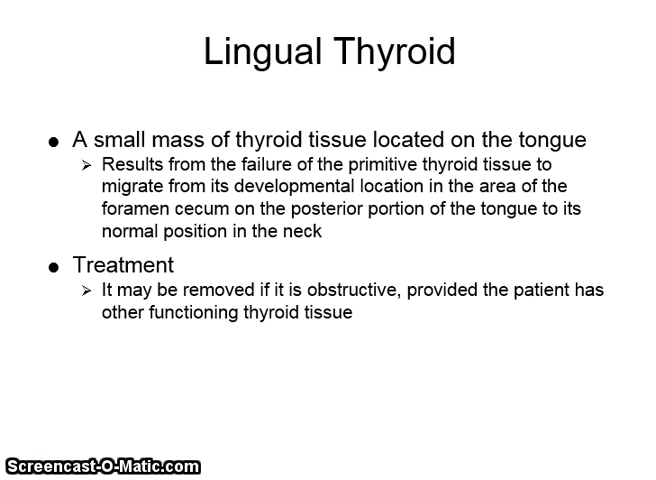 Lingual Thyroid
● A small mass of thyroid tissue located on the tongue
➢ Results from the failure of the primitive thyroid tissue to
migrate from its developmental location in the area of the
foramen cecum on the posterior portion of the tongue to its
normal position in the neck
● Treatment
➢ It may be removed if it is obstructive, provided the patient has
other functioning thyroid tissue
Screencast-O-Matic.com